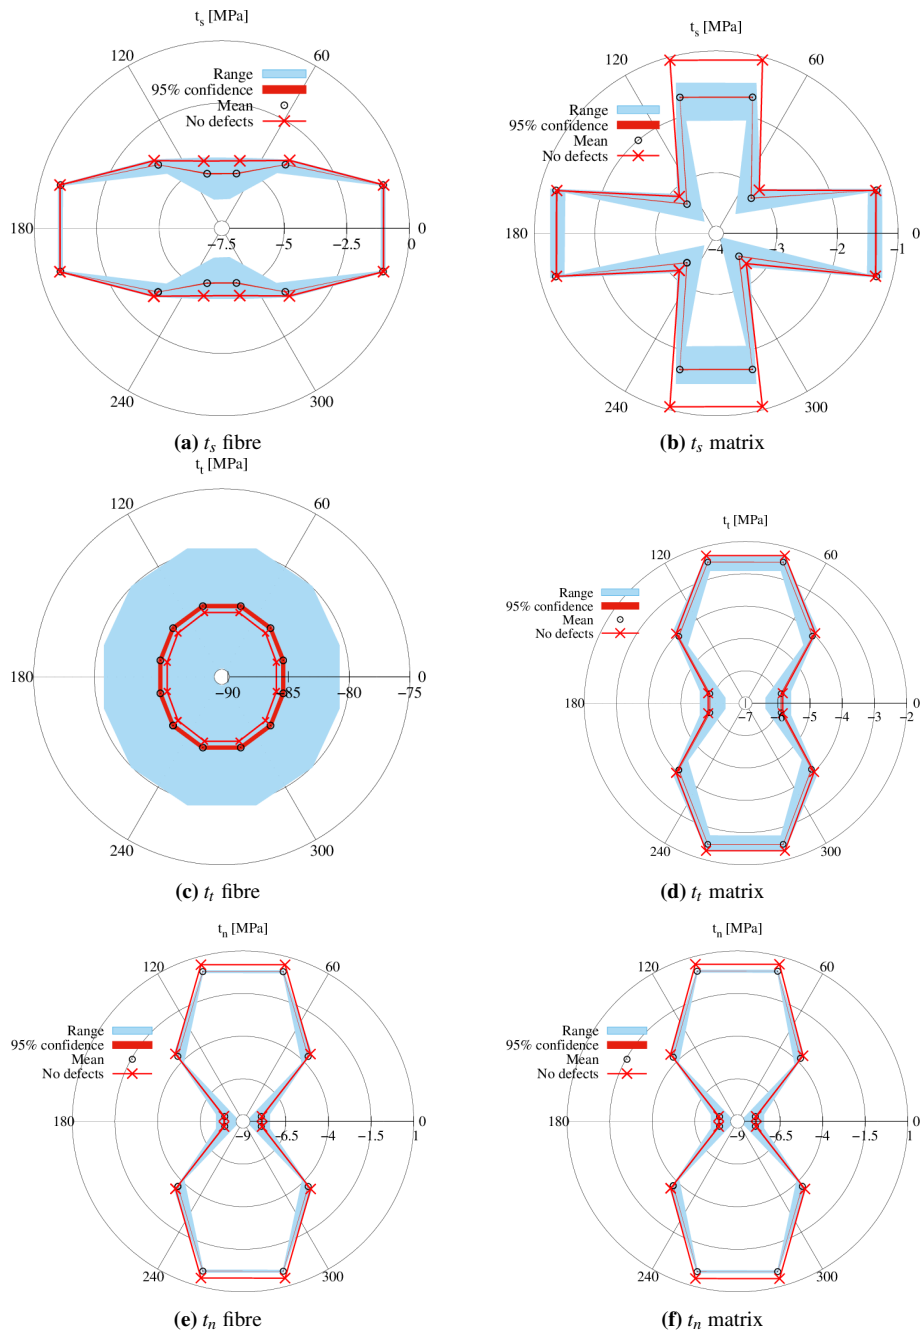 t_s [MPa]
120
60
Range
95% confidence
Mean
No defects
180
−7.5
−5
−2.5
0
0
240
300
(a) t_s fibre
t_s [MPa]
120
60
Range
95% confidence
Mean
No defects
180
−4
−3
−2
−1
0
240
300
(b) t_s matrix
t_t [MPa]
120
60
180
−90
−85
−80
−75
0
240
300
(c) t_t fibre
t_t [MPa]
120
60
Range
95% confidence
Mean
No defects
180
−7
−6
−5
−4
−3
−2
0
240
300
(d) t_t matrix
t_n [MPa]
120
60
Range
95% confidence
Mean
No defects
180
−9
−6.5
−4
−1.5
1
0
240
300
(e) t_n fibre
t_n [MPa]
120
60
Range
95% confidence
Mean
No defects
180
−9
−6.5
−4
−1.5
1
0
240
300
(f) t_n matrix